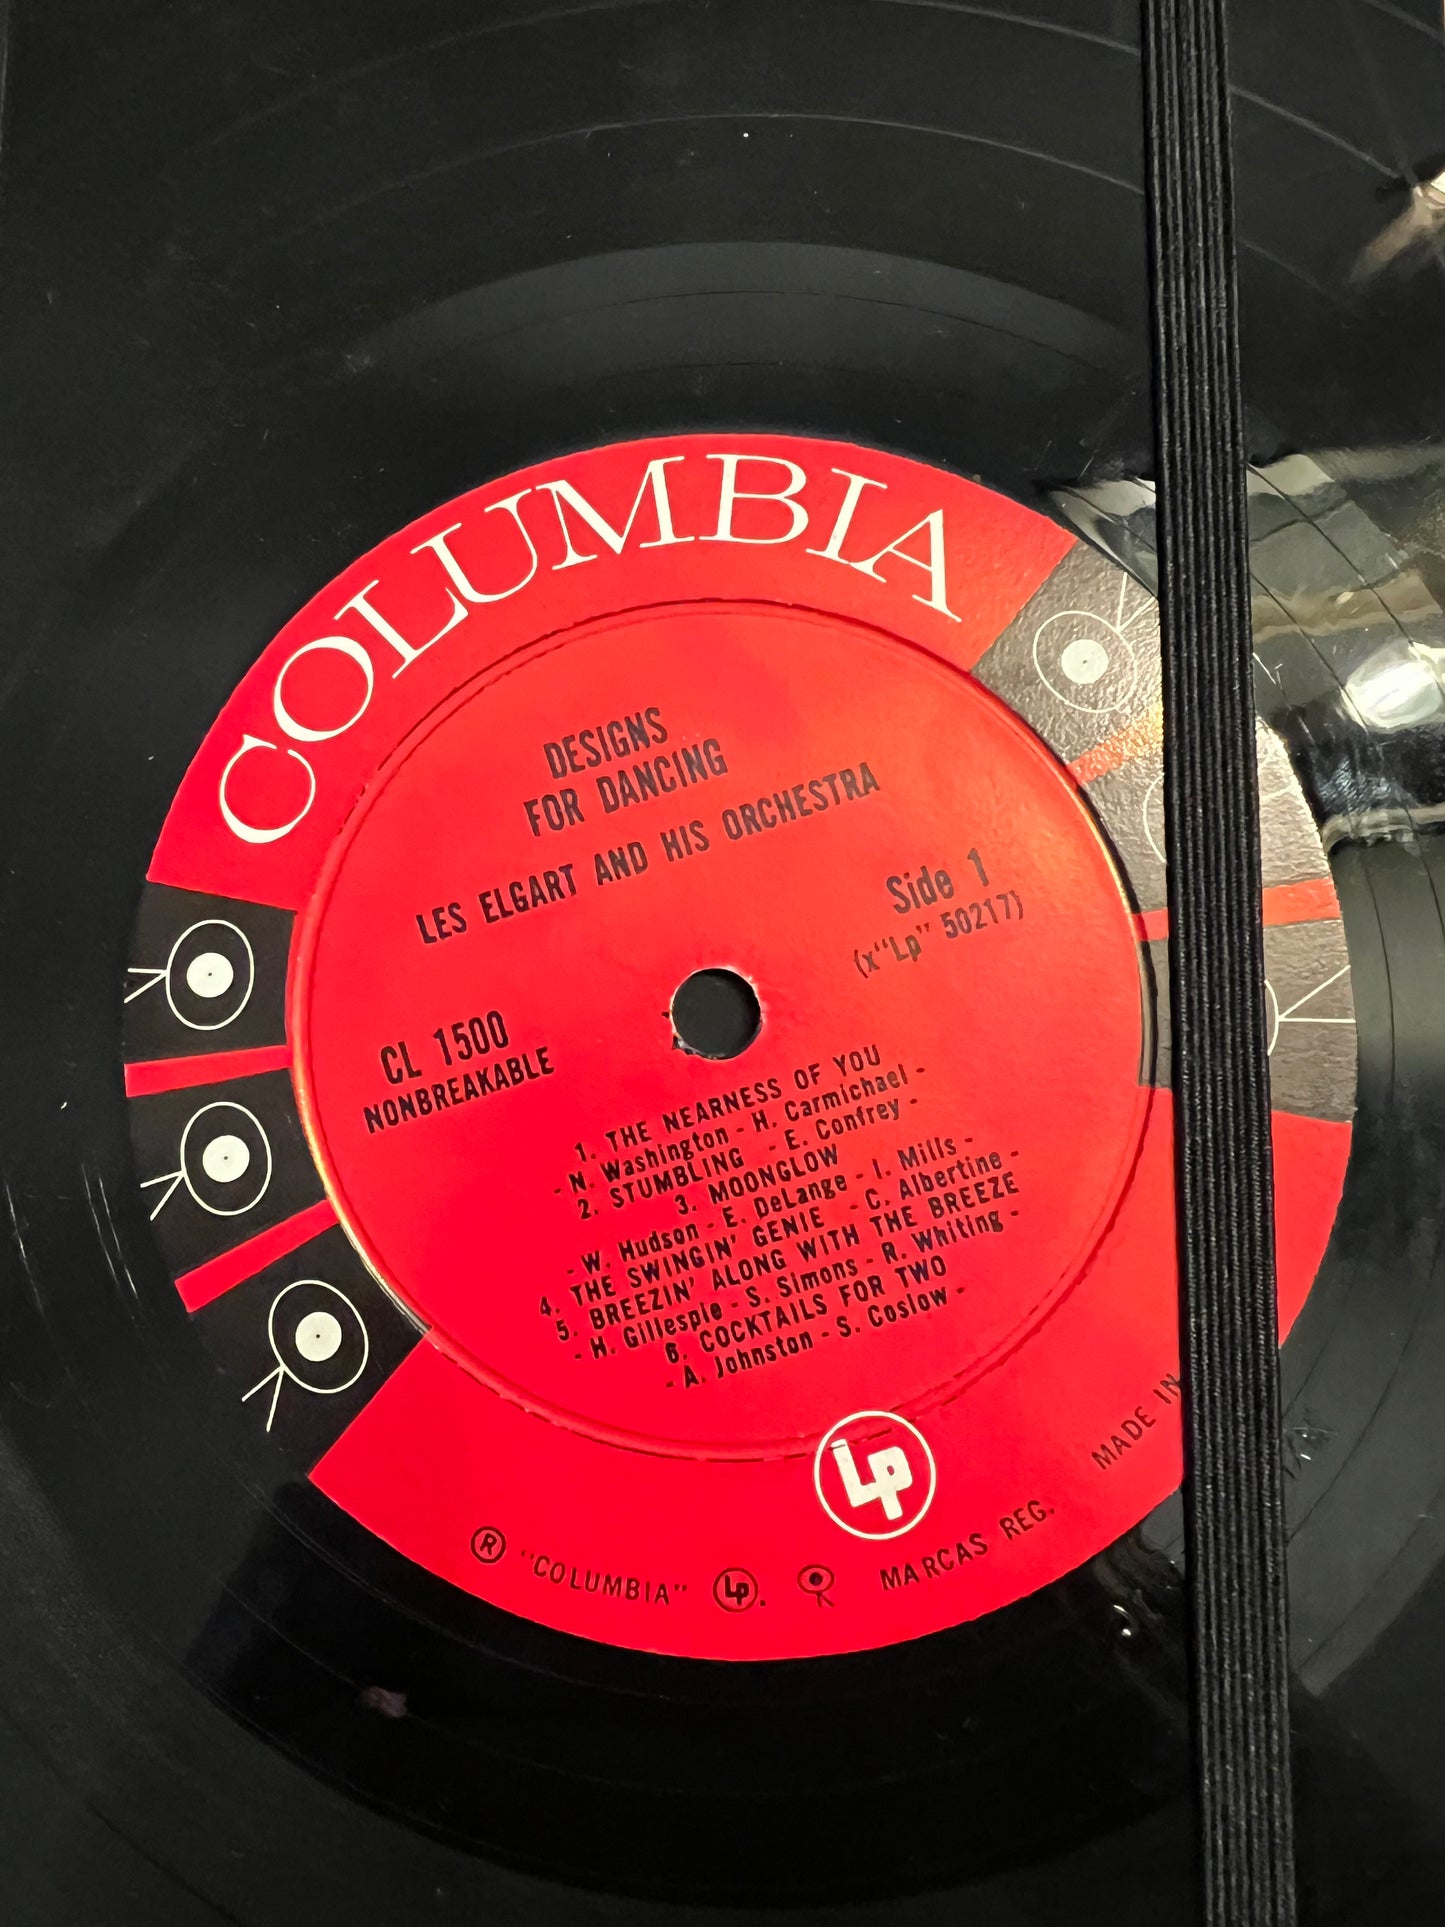 COLUMBIA
DESIGNS
FOR DANCING
LES ELGART AND HIS ORCHESTRA
Side 1
(x"Lp" 50217)
CL 1500
NONBREAKABLE
1. THE NEARNESS OF YOU
- N. Washington - H. Carmichael -
2. STUMBLING - E. Confrey -
3. MOONGLOW
- W. Hudson - E. DeLange - I. Mills -
4. THE SWINGIN' GENIE - C. Albertine -
5. BREEZIN' ALONG WITH THE BREEZE
- H. Gillespie - S. Simons - R. Whiting -
6. COCKTAILS FOR TWO
- A. Johnston - S. Coslow -
Lp
® "COLUMBIA" Lp. MARCAS REG. MADE IN